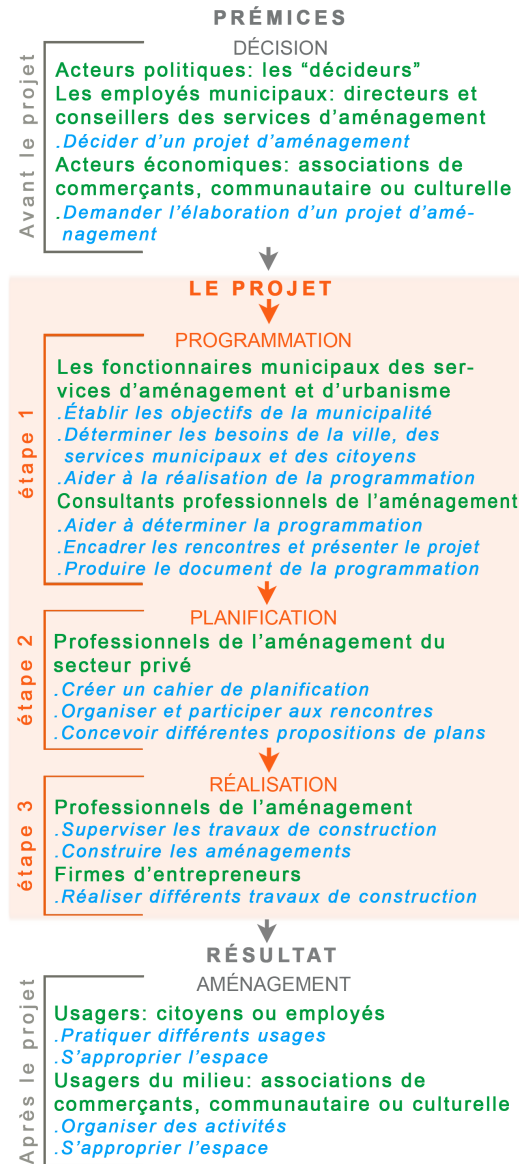 PRÉMICES
Avant le projet
DÉCISION
Acteurs politiques: les “décideurs”
Les employés municipaux: directeurs et
conseillers des services d’aménagement
.Décider d’un projet d’aménagement
Acteurs économiques: associations de
commerçants, communautaire ou culturelle
.Demander l’élaboration d’un projet d’amé-
nagement
LE PROJET
étape 1
PROGRAMMATION
Les fonctionnaires municipaux des ser-
vices d’aménagement et d’urbanisme
.Établir les objectifs de la municipalité
.Déterminer les besoins de la ville, des
services municipaux et des citoyens
.Aider à la réalisation de la programmation
Consultants professionnels de l’aménagement
.Aider à déterminer la programmation
.Encadrer les rencontres et présenter le projet
.Produire le document de la programmation
étape 2
PLANIFICATION
Professionnels de l’aménagement du
secteur privé
.Créer un cahier de planification
.Organiser et participer aux rencontres
.Concevoir différentes propositions de plans
étape 3
RÉALISATION
Professionnels de l’aménagement
.Superviser les travaux de construction
.Construire les aménagements
Firmes d’entrepreneurs
.Réaliser différents travaux de construction
RÉSULTAT
Après le projet
AMÉNAGEMENT
Usagers: citoyens ou employés
.Pratiquer différents usages
.S’approprier l’espace
Usagers du milieu: associations de
commerçants, communautaire ou culturelle
.Organiser des activités
.S’approprier l’espace